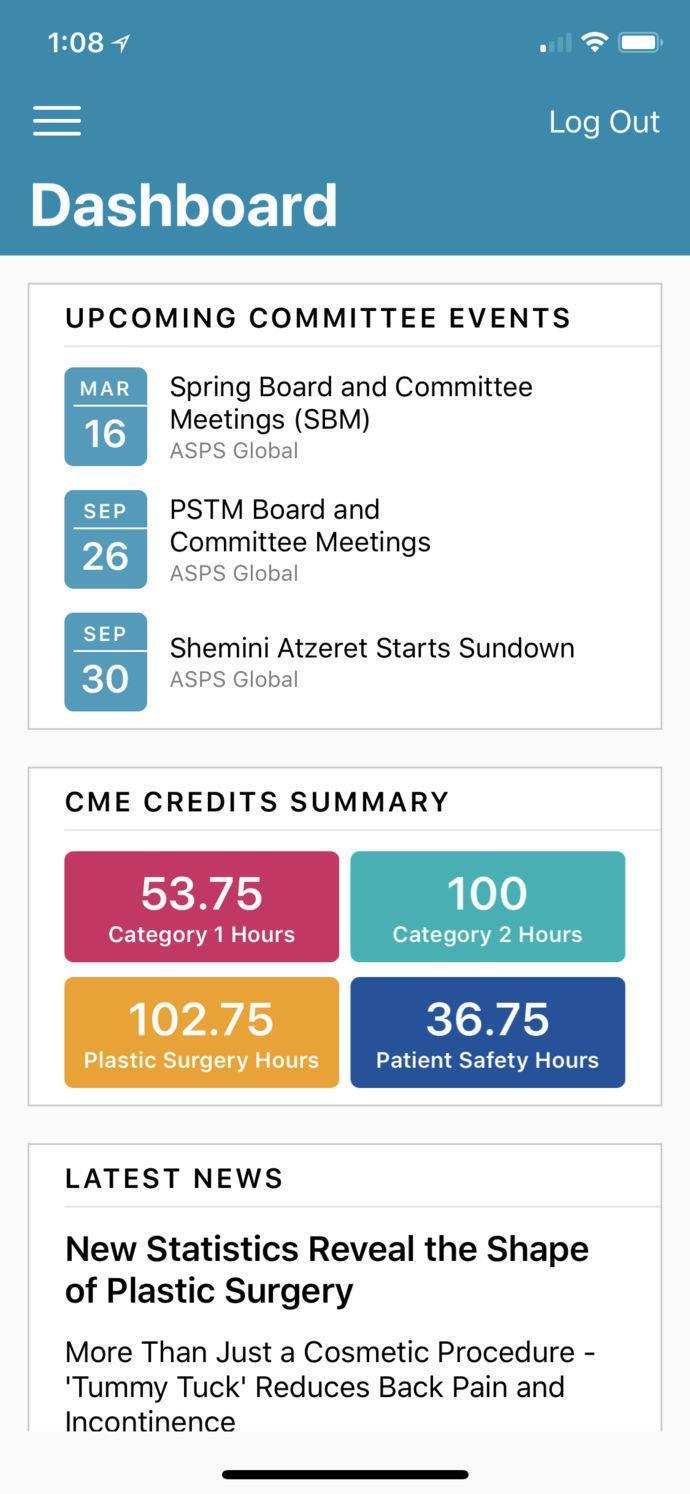 1:08
Log Out
Dashboard
UPCOMING COMMITTEE EVENTS
MAR
16
Spring Board and Committee
Meetings (SBM)
ASPS Global
SEP
26
PSTM Board and
Committee Meetings
ASPS Global
SEP
30
Shemini Atzeret Starts Sundown
ASPS Global
CME CREDITS SUMMARY
53.75
Category 1 Hours
100
Category 2 Hours
102.75
Plastic Surgery Hours
36.75
Patient Safety Hours
LATEST NEWS
New Statistics Reveal the Shape
of Plastic Surgery
More Than Just a Cosmetic Procedure -
'Tummy Tuck' Reduces Back Pain and
Incontinence